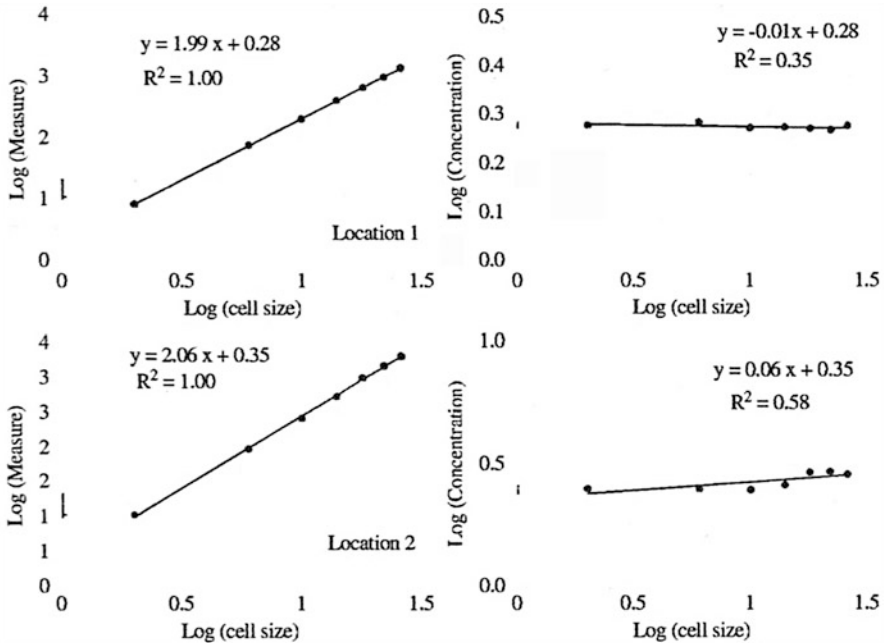 4
3
2
1
0
Log (Measure)
y = 1.99 x + 0.28
R² = 1.00
Location 1
0
0.5
1
1.5
Log (cell size)
0.5
0.4
0.3
0.2
0.1
0.0
Log (Concentration)
y = -0.01x + 0.28
R² = 0.35
0
0.5
1
1.5
Log (cell size)
4
3
3
2
2
1
1
0
Log (Measure)
y = 2.06 x + 0.35
R² = 1.00
Location 2
0
0.5
1
1.5
Log (cell size)
1.0
0.5
0.0
Log (Concentration)
y = 0.06 x + 0.35
R² = 0.58
0
0.5
1
1.5
Log (cell size)